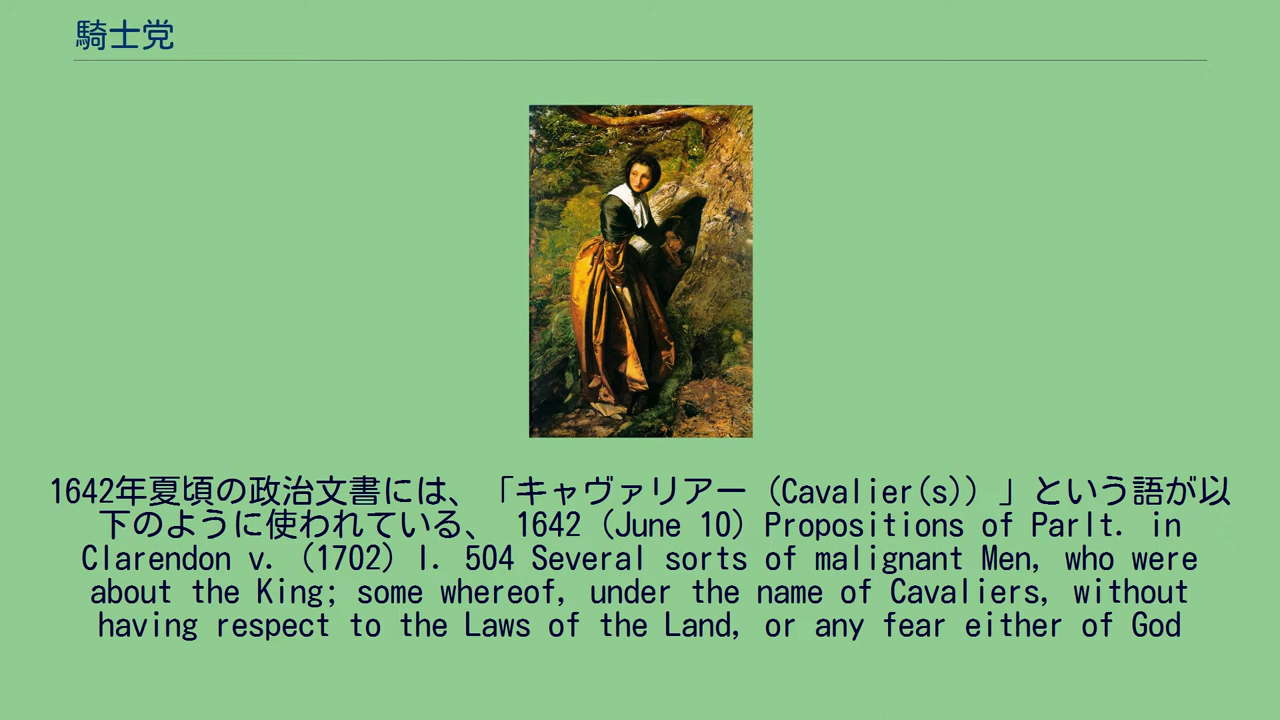 騎士党
1642年夏頃の政治文書には、「キャヴァリアー（Cavalier(s)）」という語が以
下のように使われている、 1642 (June 10) Propositions of Parlt. in
Clarendon v. (1702) I. 504 Several sorts of malignant Men, who were
about the King; some whereof, under the name of Cavaliers, without
having respect to the Laws of the Land, or any fear either of God